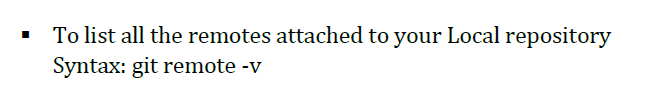 ▪ To list all the remotes attached to your Local repository
Syntax: git remote -v